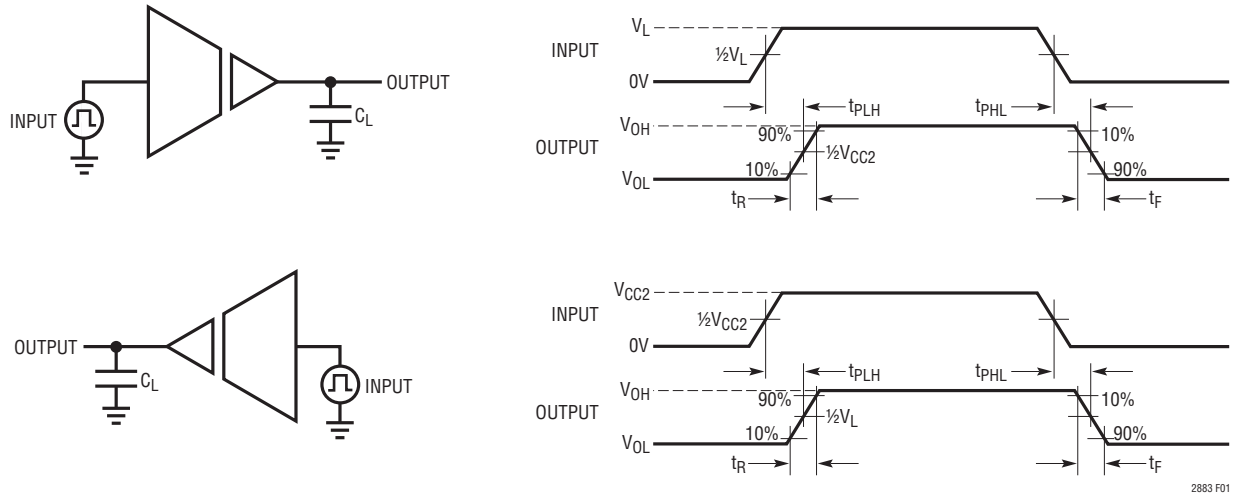 INPUT
OUTPUT
C_L
INPUT
V_L
½V_L
0V
t_PLH
t_PHL
OUTPUT
V_OH
90%
10%
½V_CC2
10%
90%
V_OL
t_R
t_F
OUTPUT
C_L
INPUT
INPUT
V_CC2
½V_CC2
0V
t_PLH
t_PHL
OUTPUT
V_OH
90%
10%
½V_L
10%
90%
V_OL
t_R
t_F
2883 F01